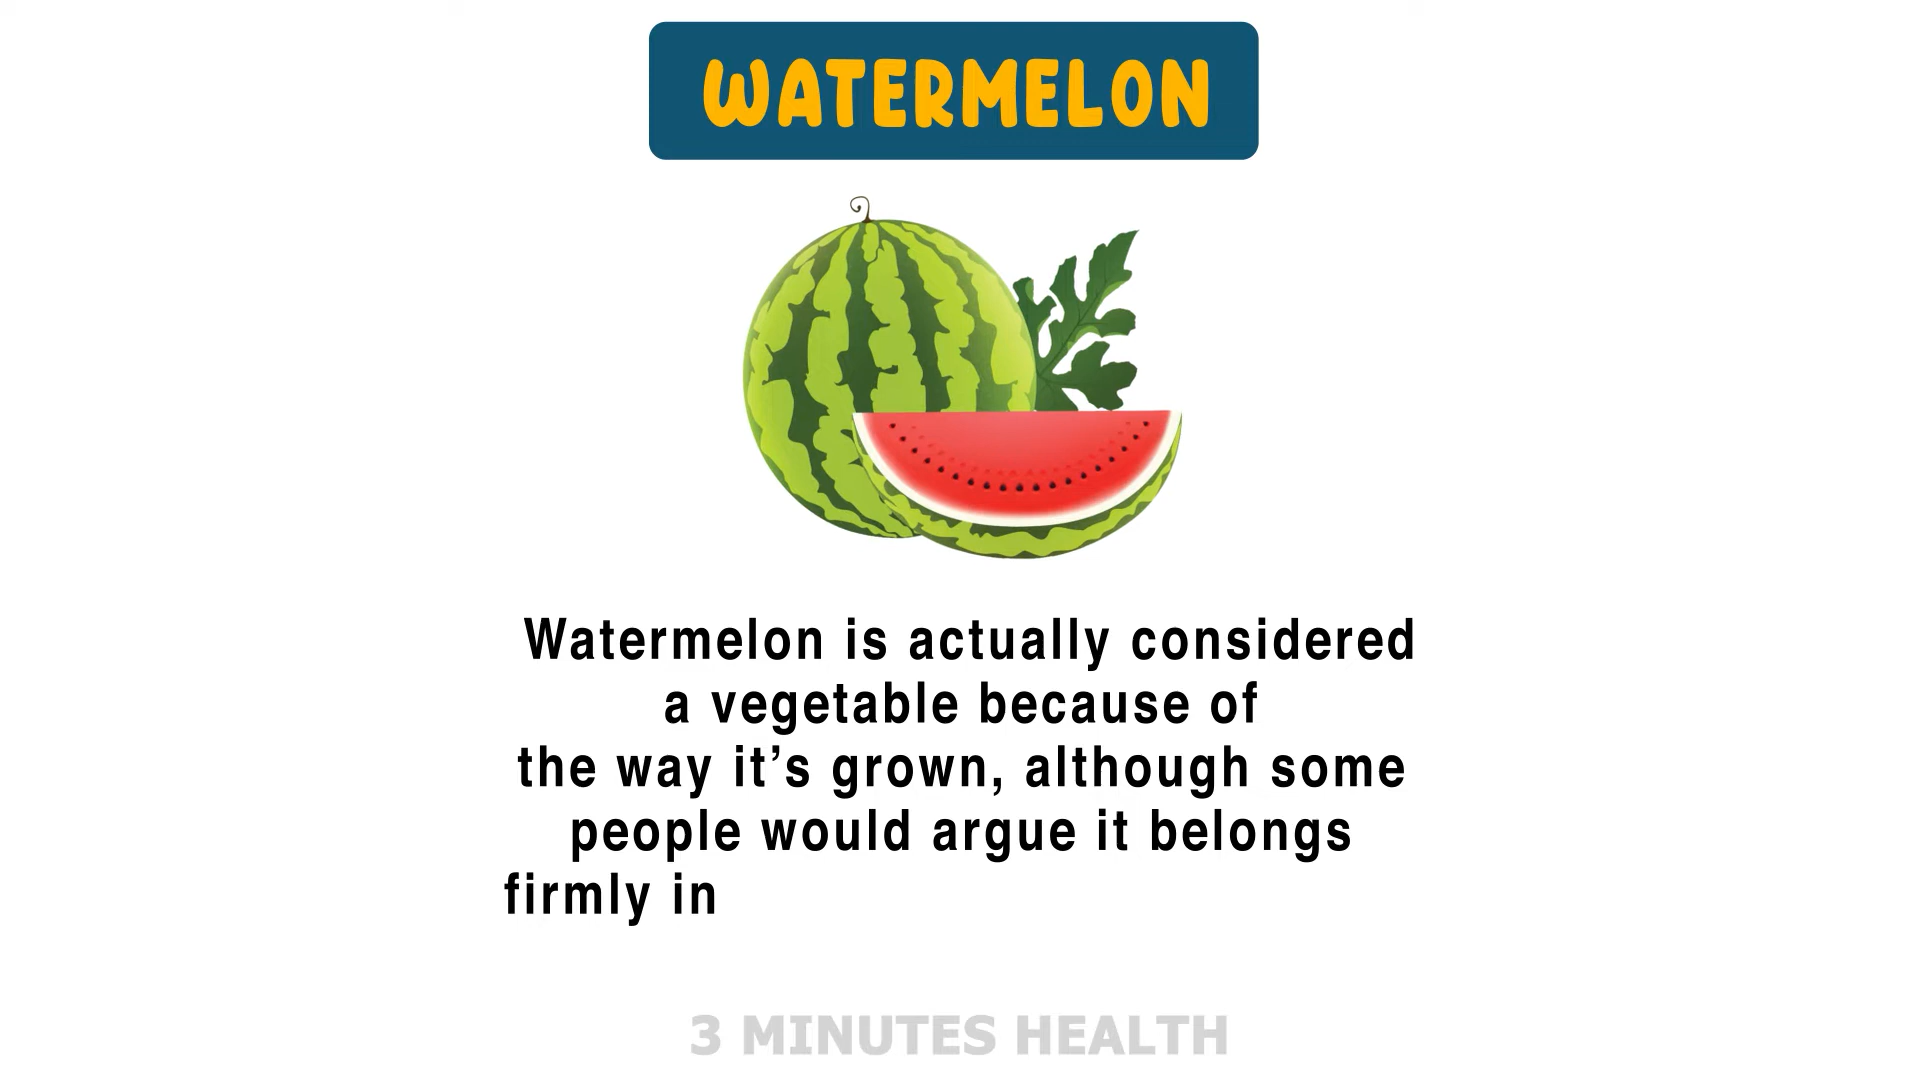 WATERMELON
Watermelon is actually considered
a vegetable because of
the way it’s grown, although some
people would argue it belongs
firmly in
3 MINUTES HEALTH